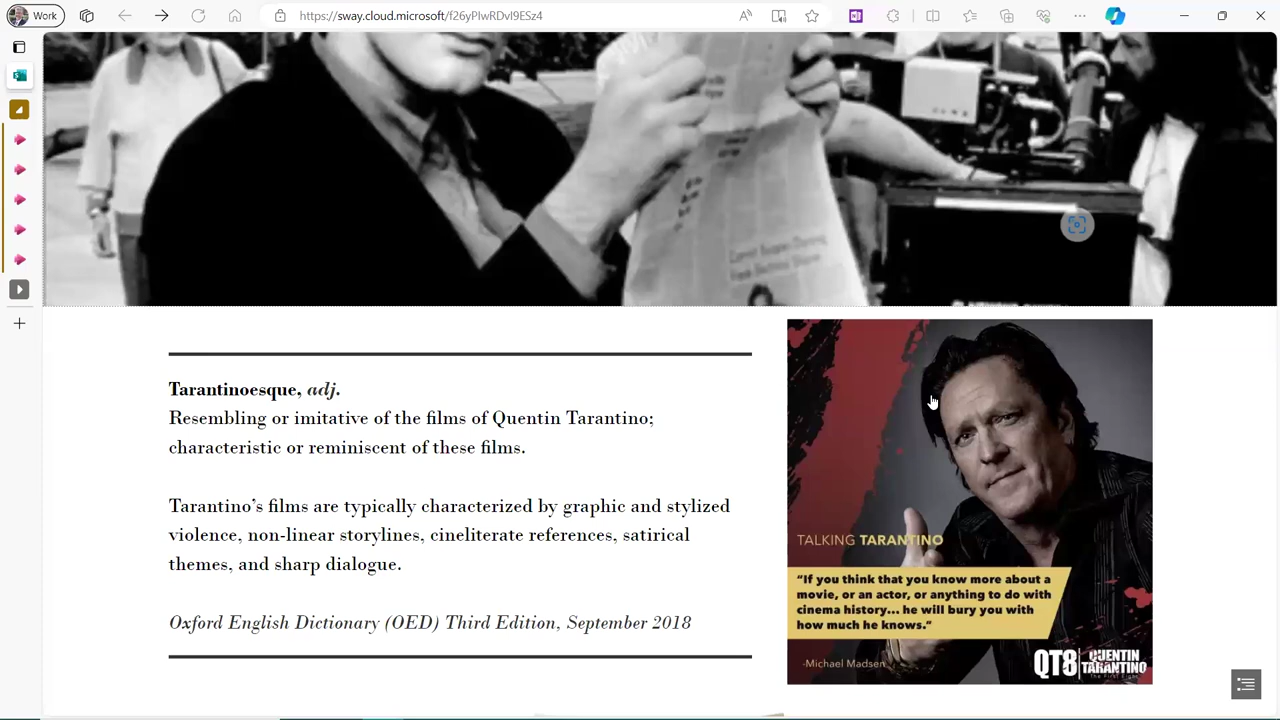 Work
https://sway.cloud.microsoft/f26yPIwRDvI9ESz4
Tarantinoesque, adj.
Resembling or imitative of the films of Quentin Tarantino;
characteristic or reminiscent of these films.
Tarantino's films are typically characterized by graphic and stylized
violence, non-linear storylines, cineliterate references, satirical
themes, and sharp dialogue.
Oxford English Dictionary (OED) Third Edition, September 2018
TALKING TARANTINO
“If you think that you know more about a
movie, or an actor, or anything to do with
cinema history... he will bury you with
how much he knows.”
-Michael Madsen
QT8 QUENTIN
TARANTINO
The First Eight